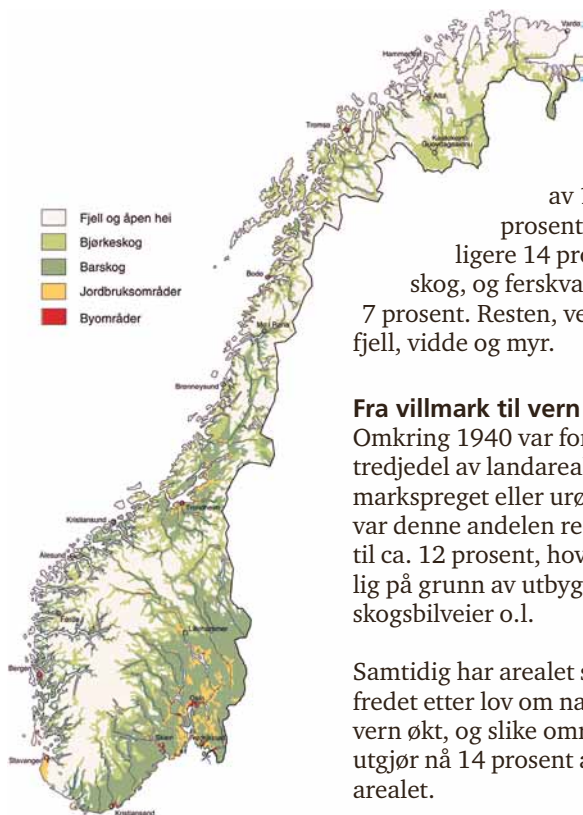 Vardø
Hammerfest
Alta
Tromsø
Kautokeino
Guovdageaidnu
Fjell og åpen hei
Bjørkeskog
Barskog
Jordbruksområder
Byområder
Bodø
Mo i Rana
Brønnøysund
Trondheim
Kristiansund
Ålesund
Førde
Lillehammer
Bergen
Oslo
Skien
Stavanger
Kristiansand
av
prosent
ligere 14 pro
skog, og ferskva
7 prosent. Resten, ve
fjell, vidde og myr.
Fra villmark til vern
Omkring 1940 var for
tredjedel av landarea
markspreget eller urø
var denne andelen re
til ca. 12 prosent, hov
lig på grunn av utbyg
skogsbilveier o.l.
Samtidig har arealet s
fredet etter lov om na
vern økt, og slike omr
utgjør nå 14 prosent a
arealet.